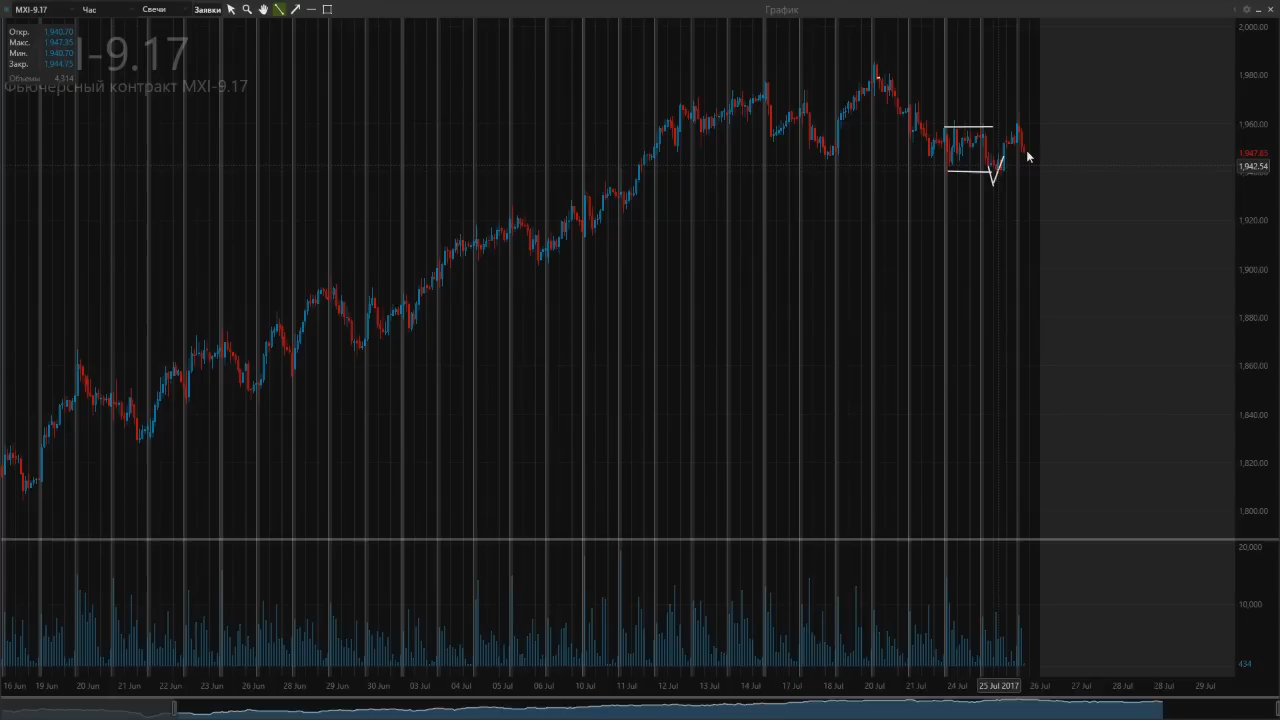 MXI-9.17 Час Свечи Заявки График
Откр. 1,940.70
Макс. 1,947.35
Мин. 1,940.70
Закр. 1,944.75
Объемы 4,314
I-9.17
Фьючерсный контракт MXI-9.17
2,000.00
1,980.00
1,960.00
1,947.85
1,942.54
1,920.00
1,900.00
1,880.00
1,860.00
1,840.00
1,820.00
1,800.00
20,000
10,000
434
16 Jun 19 Jun 20 Jun 21 Jun 22 Jun 23 Jun 26 Jun 28 Jun 29 Jun 30 Jun 03 Jul 04 Jul 05 Jul 06 Jul 10 Jul 11 Jul 12 Jul 13 Jul 14 Jul 17 Jul 18 Jul 20 Jul 21 Jul 24 Jul 25 Jul 2017 26 Jul 27 Jul 28 Jul 28 Jul 29 Jul